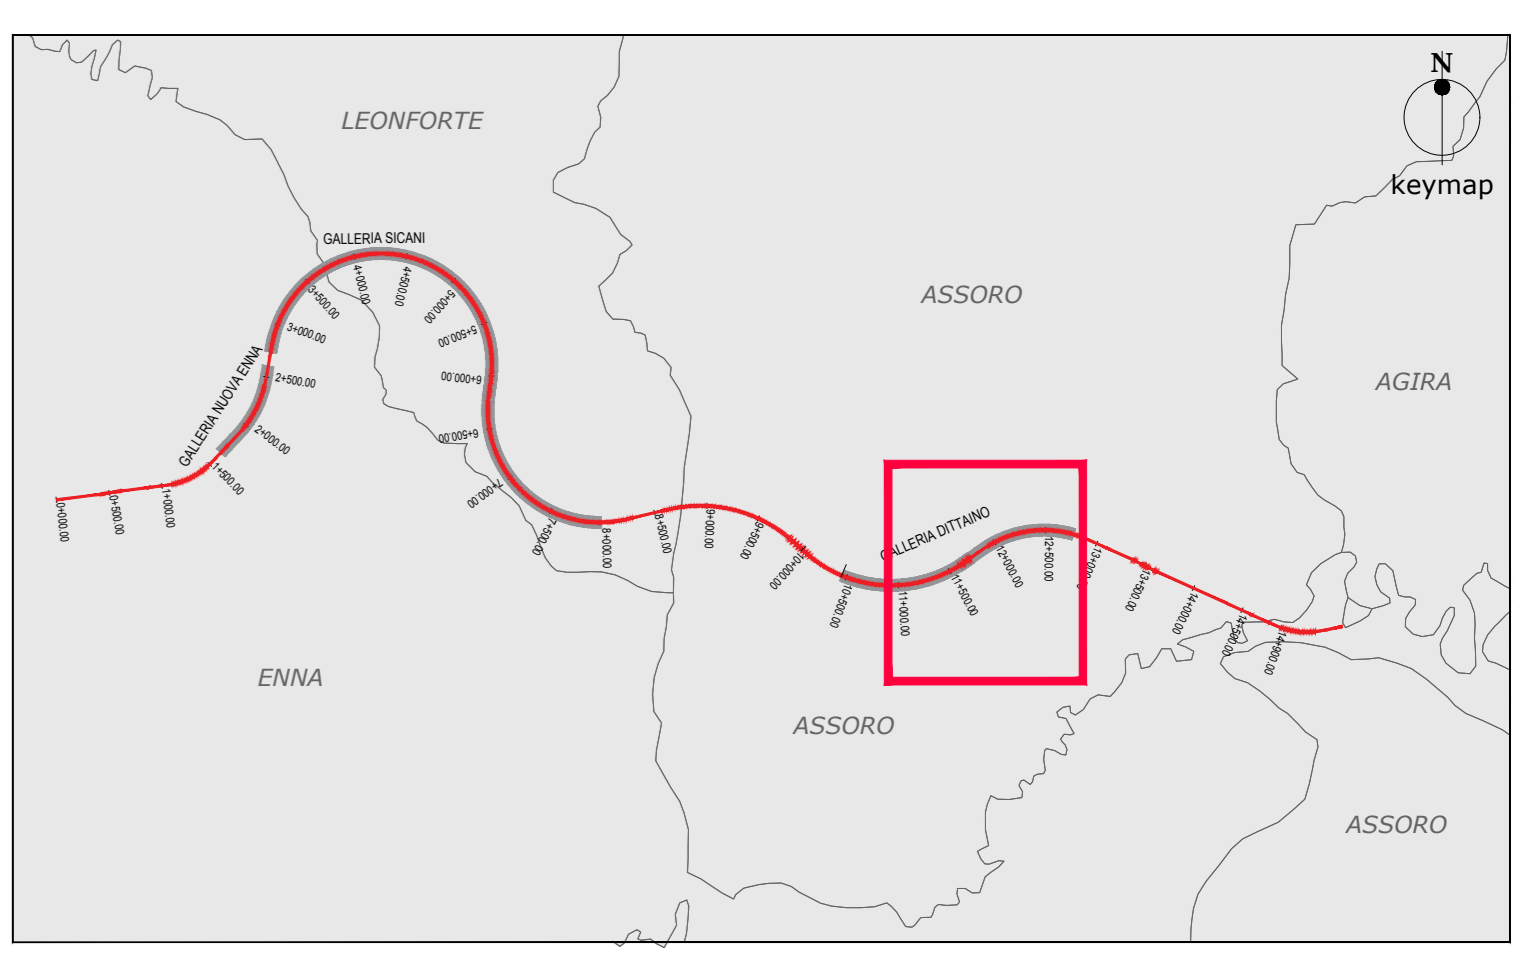 N
keymap
LEONFORTE
GALLERIA SICANI
ASSORO
AGIRA
GALLERIA NUOVA ENNA
GALLERIA DITTAINO
ENNA
ASSORO
ASSORO
0+000.00
0+500.00
1+000.00
1+500.00
2+000.00
2+500.00
3+000.00
3+500.00
4+000.00
4+500.00
5+000.00
5+500.00
6+000.00
6+500.00
7+000.00
7+500.00
8+000.00
8+500.00
9+000.00
9+500.00
10+000.00
10+500.00
11+000.00
11+500.00
12+000.00
12+500.00
13+000.00
13+500.00
14+000.00
14+500.00
14+900.00